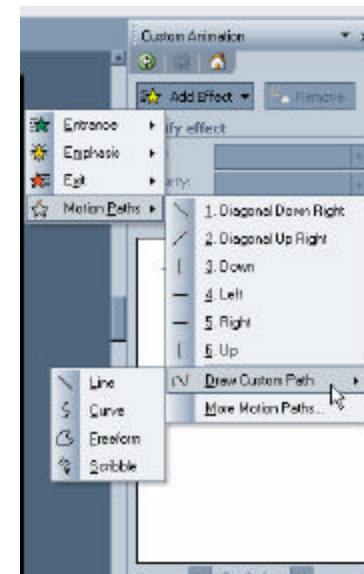 Custom Animation
Add Effect
Remove
ify effect
Entrance
Emphasis
Exit
Motion Paths
1. Diagonal Down Right
2. Diagonal Up Right
3. Down
4. Left
5. Right
6. Up
Draw Custom Path
More Motion Paths...
Line
Curve
Freeform
Scribble